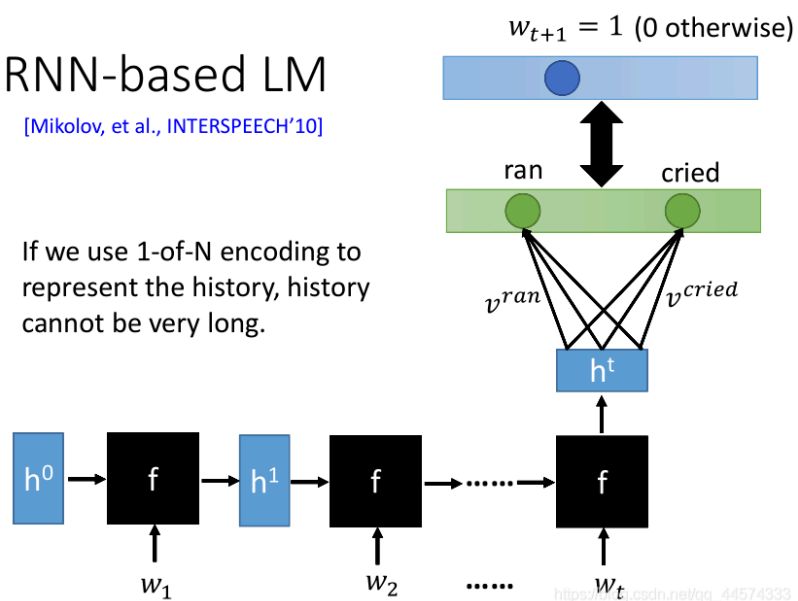 w_{t+1} = 1 (0 otherwise)
RNN-based LM
[Mikolov, et al., INTERSPEECH'10]
ran
cried
If we use 1-of-N encoding to
represent the history, history
cannot be very long.
v^{ran}
v^{cried}
h^t
h^0
f
h^1
f
......
f
w_1
w_2
......
w_t
https://blog.csdn.net/qq_44574333